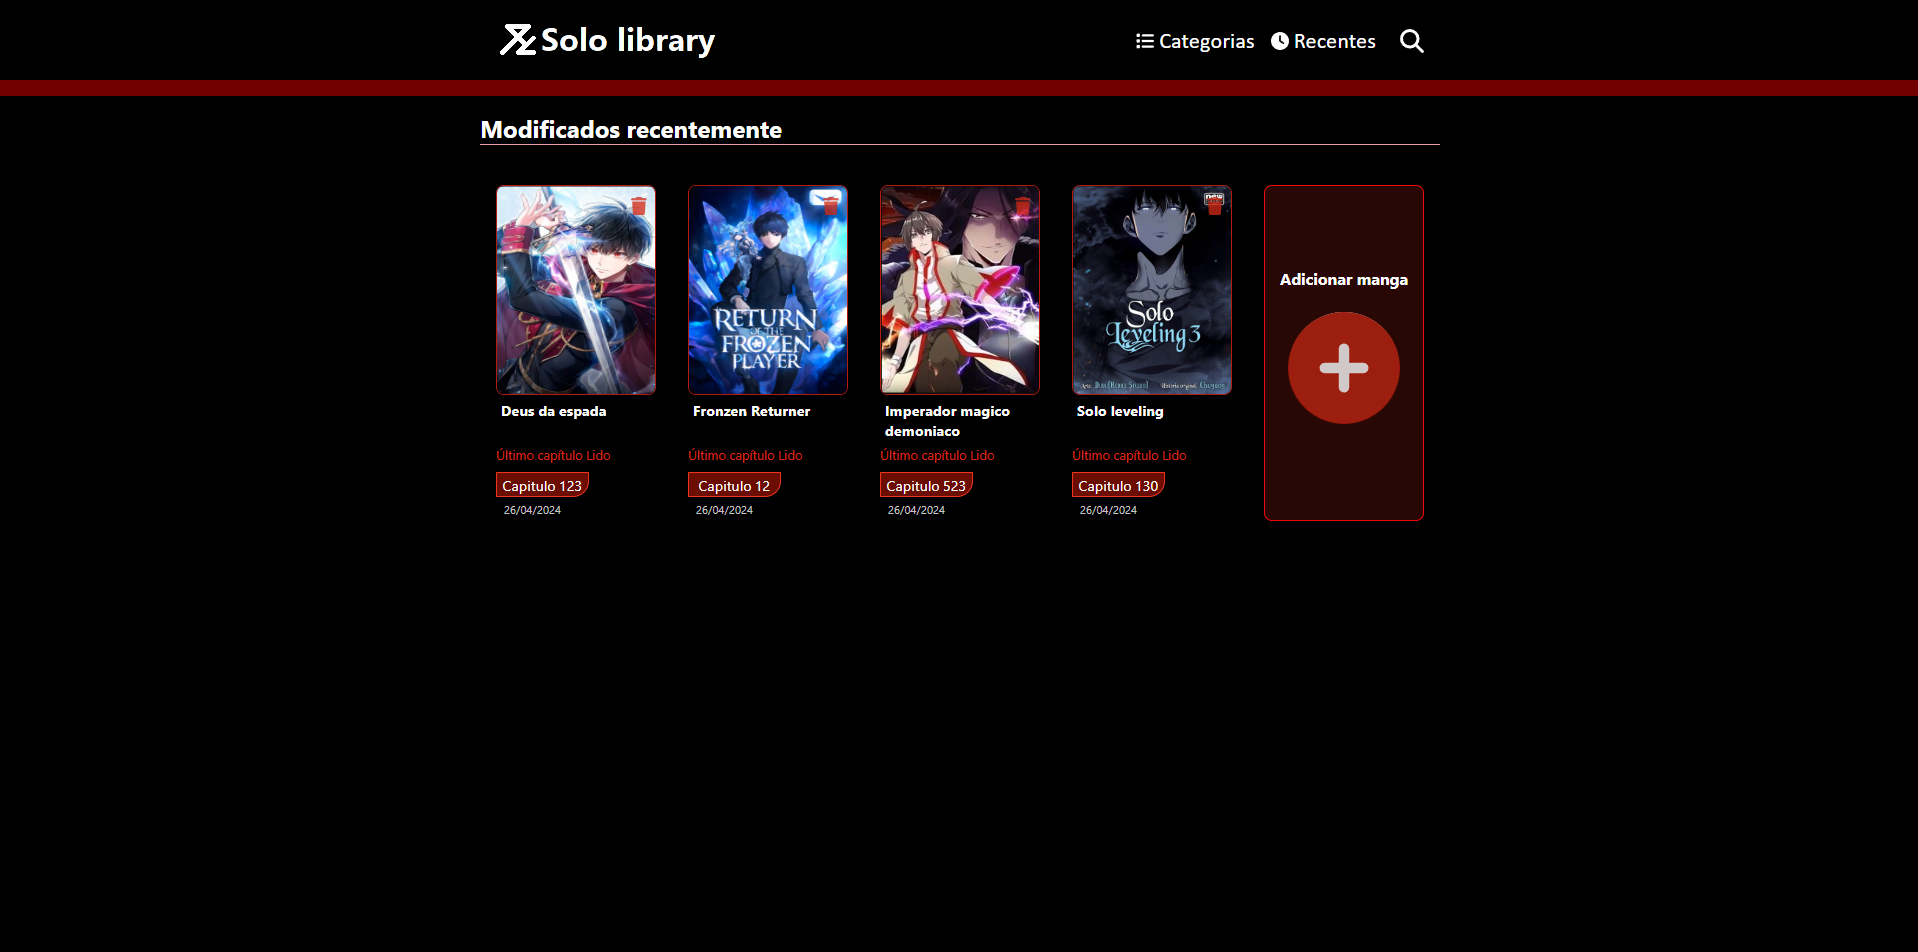 Solo library
Categorias
Recentes
Modificados recentemente
RETURN
OF THE
FROZEN
PLAYER
Solo
Leveling 3
Deus da espada
Fronzen Returner
Imperador magico
demoniaco
Solo leveling
Adicionar manga
Último capítulo Lido
Último capítulo Lido
Último capítulo Lido
Último capítulo Lido
Capitulo 123
Capitulo 12
Capitulo 523
Capitulo 130
26/04/2024
26/04/2024
26/04/2024
26/04/2024